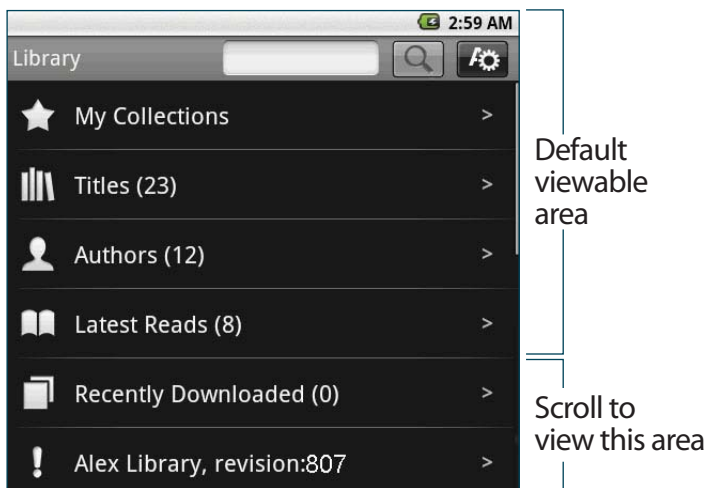 2:59 AM
Library
My Collections >
Titles (23) >
Authors (12) >
Latest Reads (8) >
Recently Downloaded (0) >
Alex Library, revision:807 >
Default
viewable
area
Scroll to
view this area